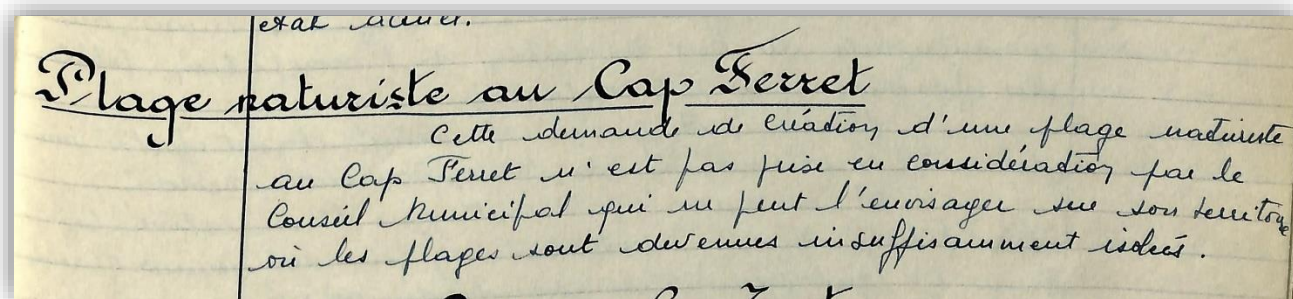 état actuel.
Plage naturiste au Cap Ferret
Cette demande de création d'une plage naturiste
au Cap Ferret n'est pas prise en considération par le
Conseil Municipal qui ne peut l'envisager sur son territoire
où les plages sont devenues insuffisamment isolées.